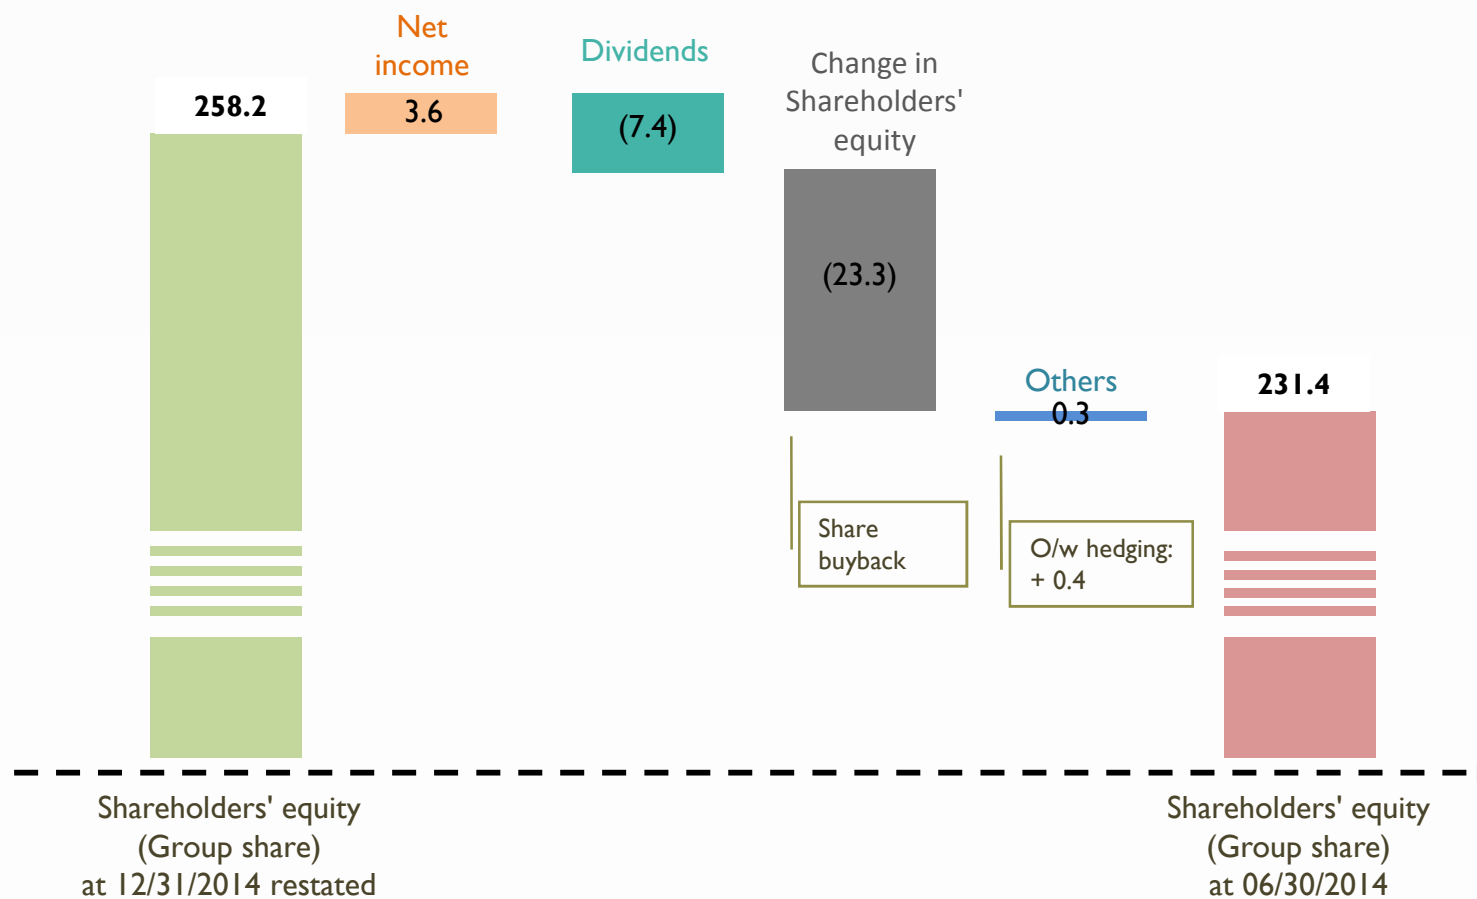 Net
income
Dividends
Change in
Shareholders'
equity
258.2
3.6
(7.4)
(23.3)
Others
0.3
231.4
Share
buyback
O/w hedging:
+ 0.4
Shareholders' equity
(Group share)
at 12/31/2014 restated
Shareholders' equity
(Group share)
at 06/30/2014